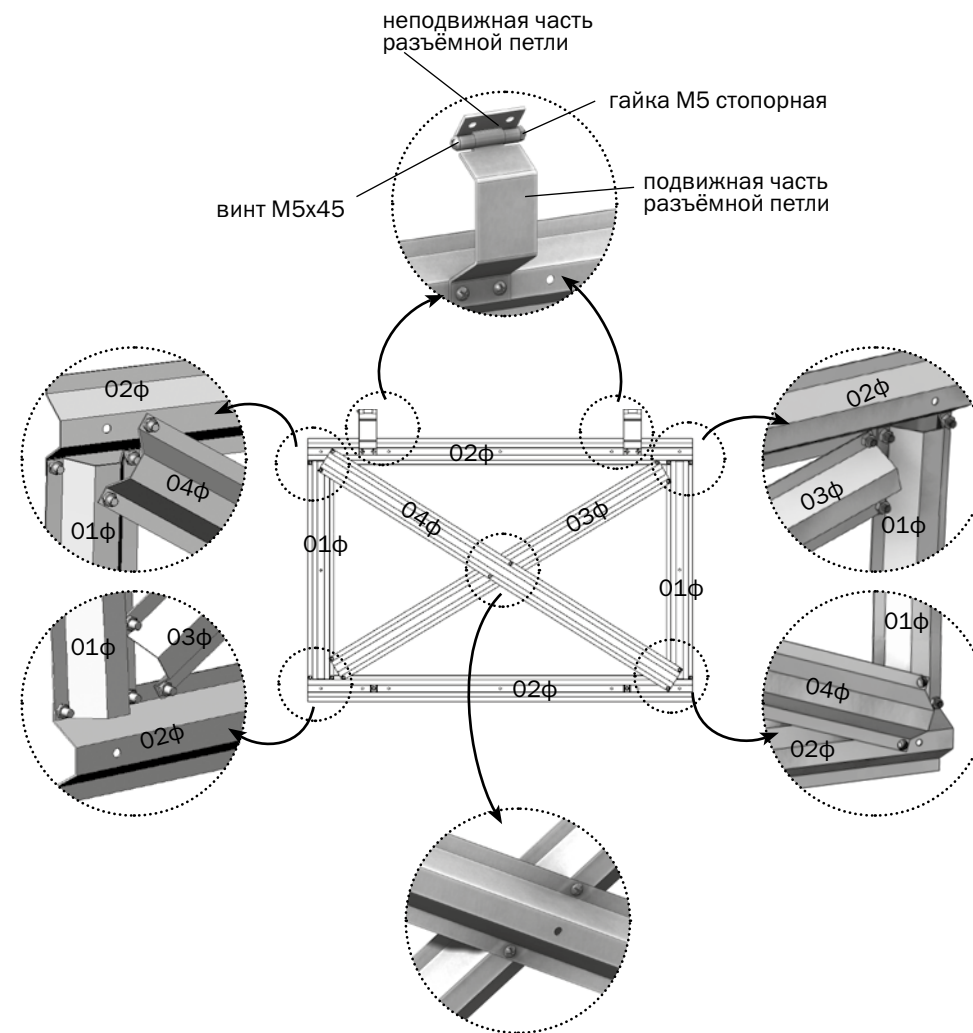 неподвижная часть
разъёмной петли
гайка М5 стопорная
винт М5х45
подвижная часть
разъёмной петли
02ф
04ф
01ф
02ф
03ф
01ф
02ф
04ф
03ф
01ф
01ф
02ф
01ф
03ф
02ф
01ф
04ф
02ф